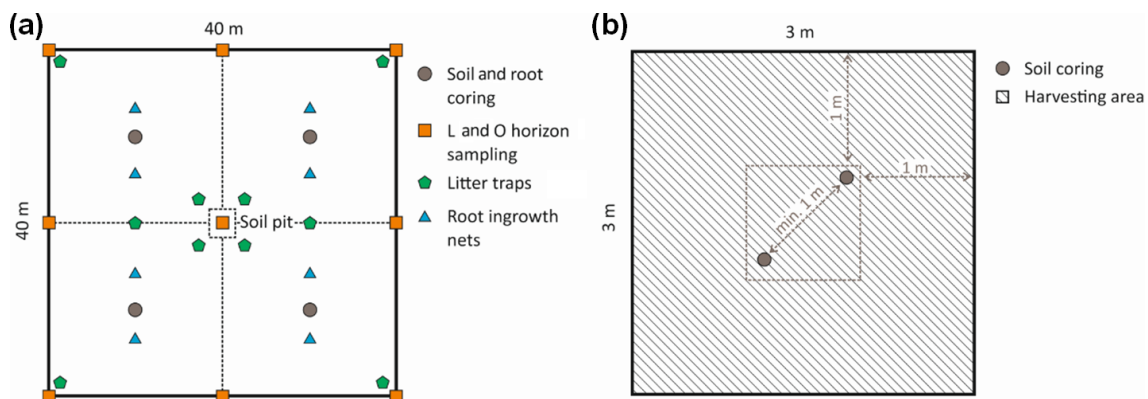 (a)
40 m
40 m
Soil pit
Soil and root
coring
L and O horizon
sampling
Litter traps
Root ingrowth
nets
(b)
3 m
3 m
1 m
1 m
min. 1 m
Soil coring
Harvesting area